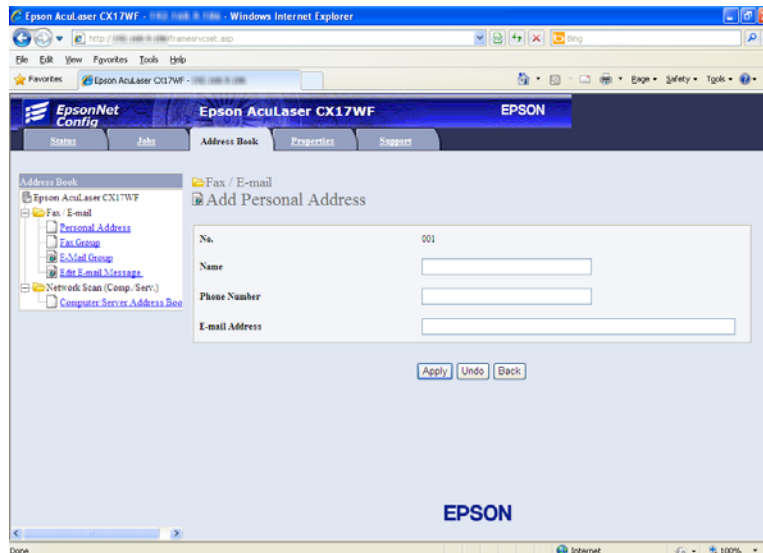 Epson AcuLaser CX17WF - - Windows Internet Explorer
http:// framesrvcset.asp
Bing
File Edit View Favorites Tools Help
Favorites Epson AcuLaser CX17WF -
Page Safety Tools
EpsonNet Config Epson AcuLaser CX17WF EPSON
Status Jobs Address Book Properties Support
Address Book
Epson AcuLaser CX17WF
Fax / E-mail
Personal Address
Fax Group
E-Mail Group
Edit E-mail Message
Network Scan (Comp. Serv.)
Computer Server Address Boo
Fax / E-mail
Add Personal Address
No. 001
Name
Phone Number
E-mail Address
Apply Undo Back
EPSON
Done Internet 100%